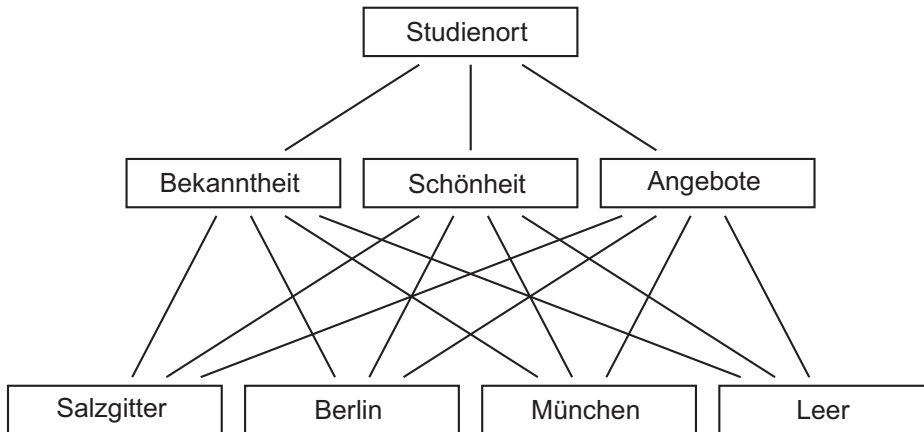 Studienort
Bekanntheit
Schönheit
Angebote
Salzgitter
Berlin
München
Leer